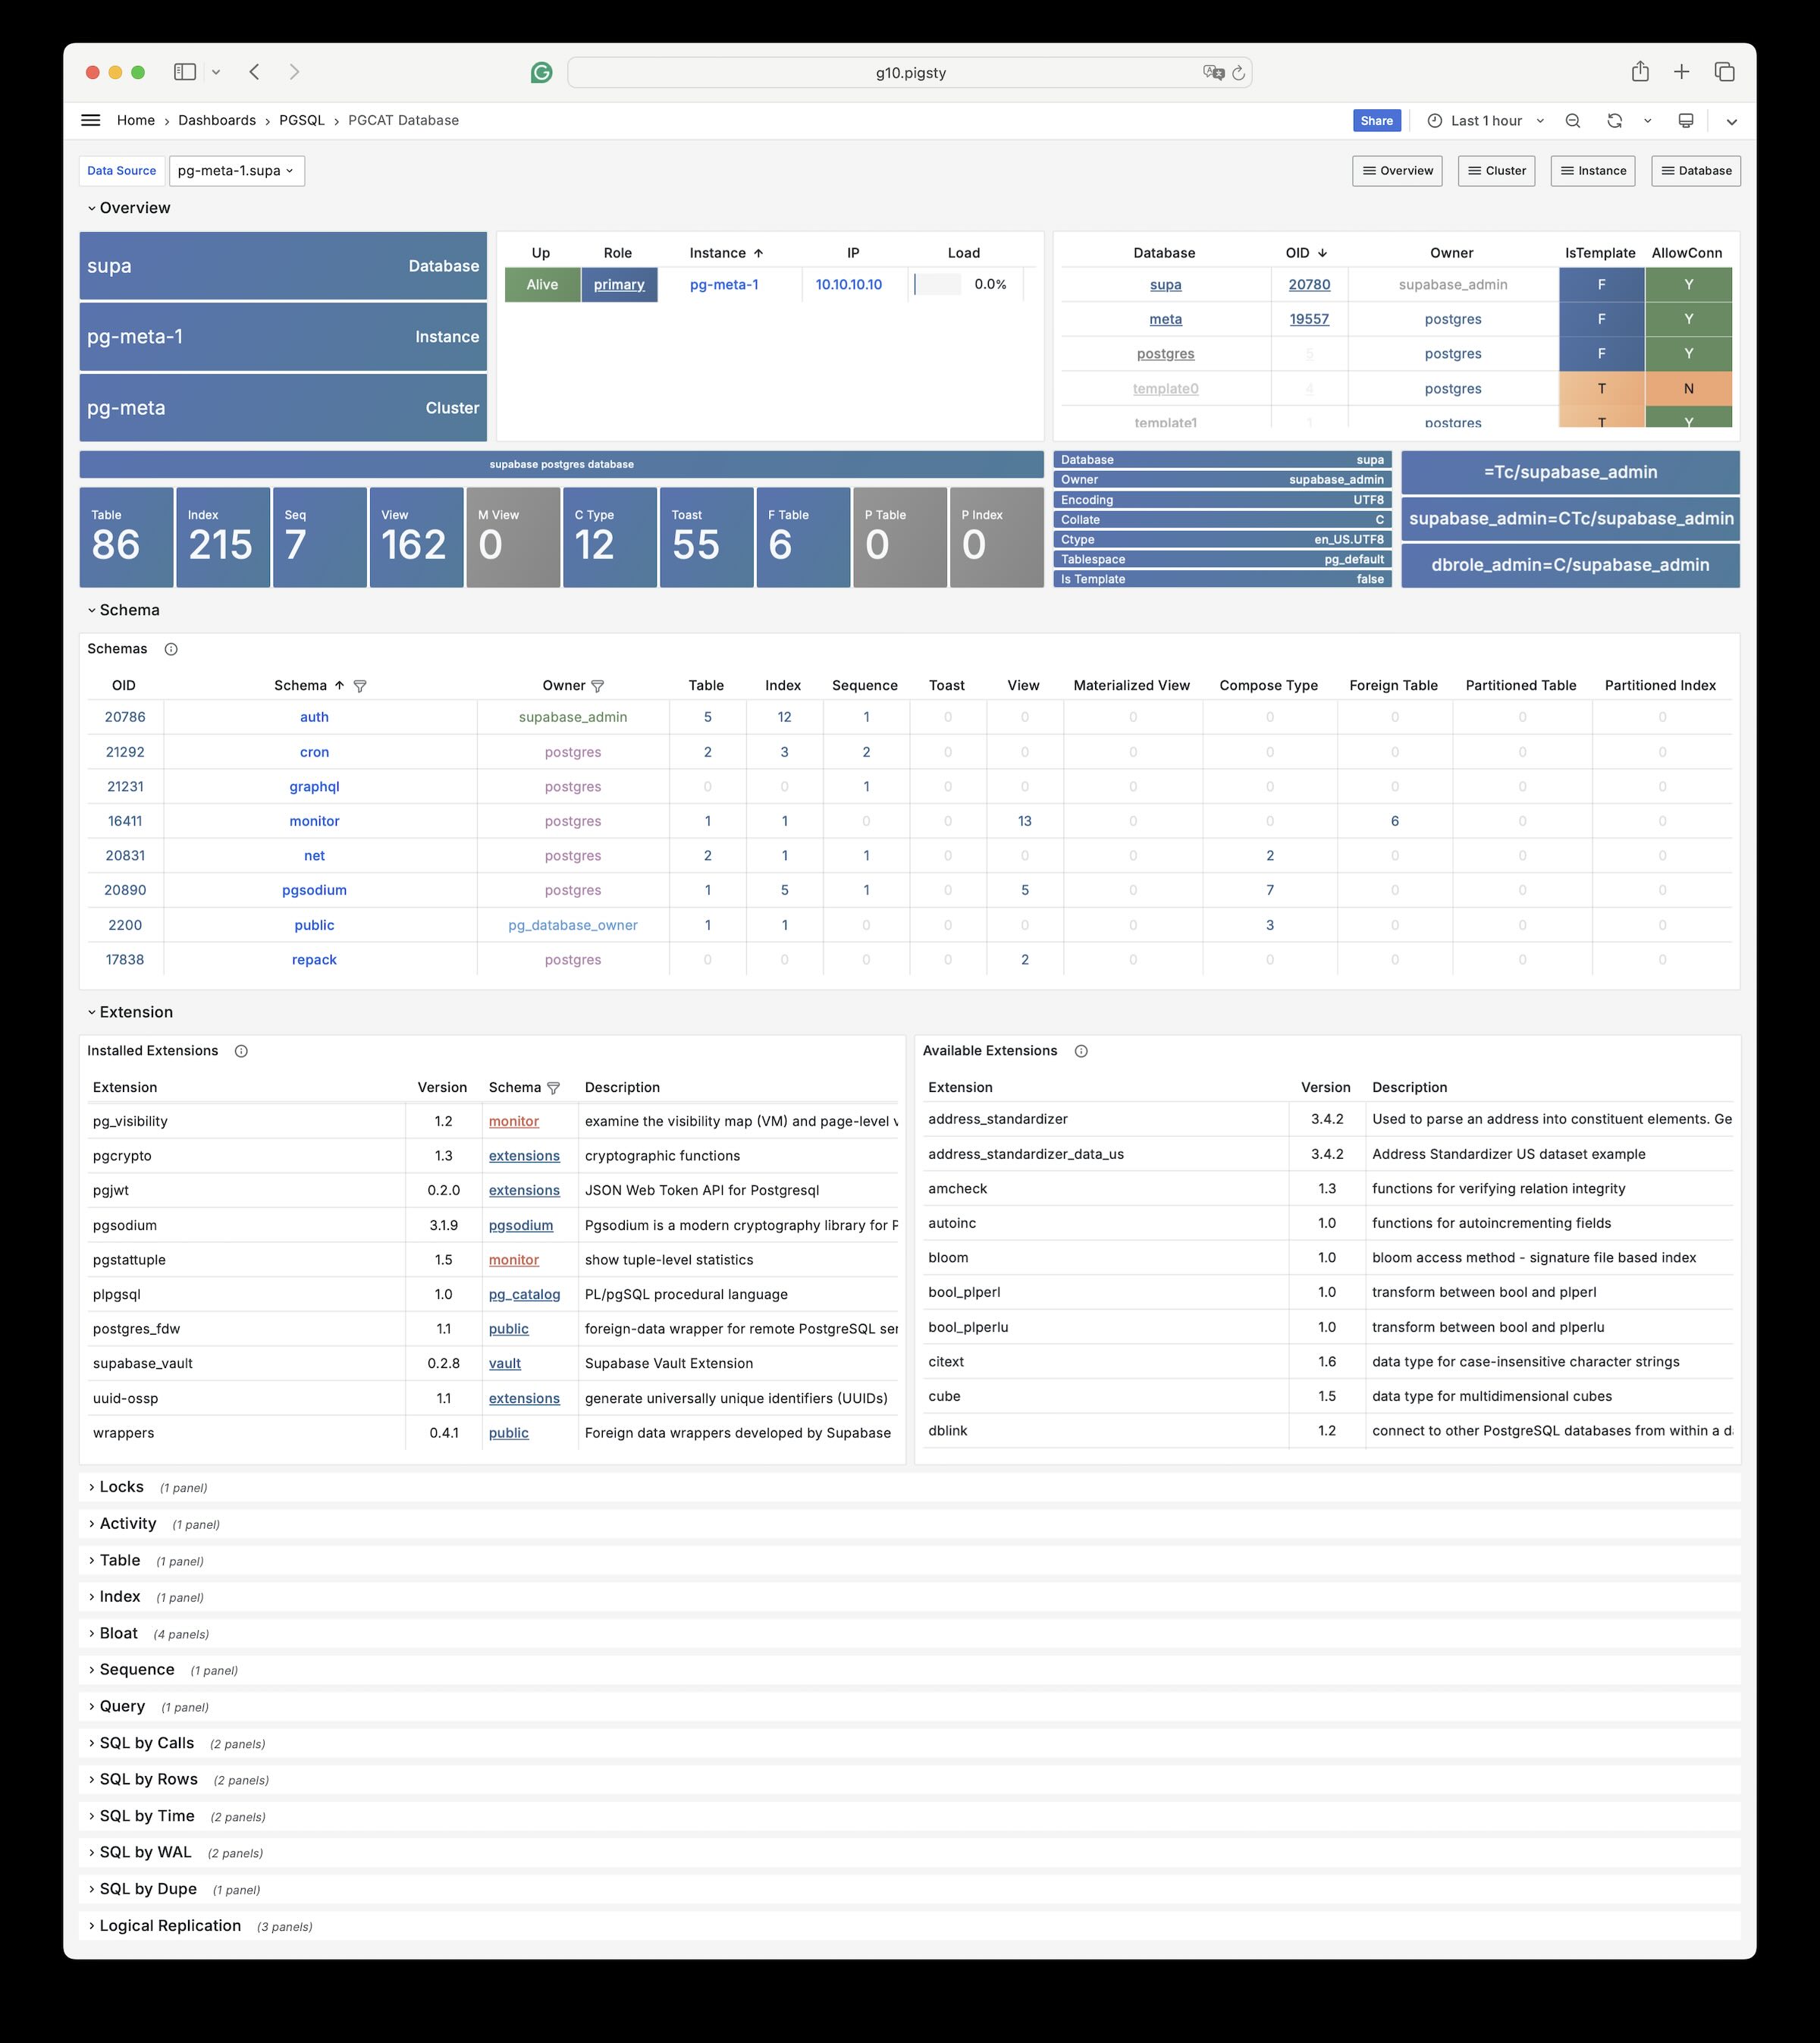 g10.pigsty
Home › Dashboards › PGSQL › PGCAT Database
Share
Last 1 hour
Data Source pg-meta-1.supa
Overview Cluster Instance Database
Overview
supa Database
pg-meta-1 Instance
pg-meta Cluster
Up Role Instance IP Load
Alive primary pg-meta-1 10.10.10.10 0.0%
Database OID Owner IsTemplate AllowConn
supa 20780 supabase_admin F Y
meta 19557 postgres F Y
postgres 5 postgres F Y
template0 4 postgres T N
template1 1 postgres T Y
supabase postgres database
Table 86
Index 215
Seq 7
View 162
M View 0
C Type 12
Toast 55
F Table 6
P Table 0
P Index 0
Database supa
Owner supabase_admin
Encoding UTF8
Collate C
Ctype en_US.UTF8
Tablespace pg_default
Is Template false
=Tc/supabase_admin
supabase_admin=CTc/supabase_admin
dbrole_admin=C/supabase_admin
Schema
Schemas
OID Schema Owner Table Index Sequence Toast View Materialized View Compose Type Foreign Table Partitioned Table Partitioned Index
20786 auth supabase_admin 5 12 1 0 0 0 0 0 0 0
21292 cron postgres 2 3 2 0 0 0 0 0 0 0
21231 graphql postgres 0 0 1 0 0 0 0 0 0 0
16411 monitor postgres 1 1 0 0 13 0 0 6 0 0
20831 net postgres 2 1 1 0 0 0 2 0 0 0
20890 pgsodium postgres 1 5 1 0 5 0 7 0 0 0
2200 public pg_database_owner 1 1 0 0 0 0 3 0 0 0
17838 repack postgres 0 0 0 0 2 0 0 0 0 0
Extension
Installed Extensions
Extension Version Schema Description
pg_visibility 1.2 monitor examine the visibility map (VM) and page-level v
pgcrypto 1.3 extensions cryptographic functions
pgjwt 0.2.0 extensions JSON Web Token API for Postgresql
pgsodium 3.1.9 pgsodium Pgsodium is a modern cryptography library for P
pgstattuple 1.5 monitor show tuple-level statistics
plpgsql 1.0 pg_catalog PL/pgSQL procedural language
postgres_fdw 1.1 public foreign-data wrapper for remote PostgreSQL ser
supabase_vault 0.2.8 vault Supabase Vault Extension
uuid-ossp 1.1 extensions generate universally unique identifiers (UUIDs)
wrappers 0.4.1 public Foreign data wrappers developed by Supabase
Available Extensions
Extension Version Description
address_standardizer 3.4.2 Used to parse an address into constituent elements. Ge
address_standardizer_data_us 3.4.2 Address Standardizer US dataset example
amcheck 1.3 functions for verifying relation integrity
autoinc 1.0 functions for autoincrementing fields
bloom 1.0 bloom access method - signature file based index
bool_plperl 1.0 transform between bool and plperl
bool_plperlu 1.0 transform between bool and plperlu
citext 1.6 data type for case-insensitive character strings
cube 1.5 data type for multidimensional cubes
dblink 1.2 connect to other PostgreSQL databases from within a d
Locks (1 panel)
Activity (1 panel)
Table (1 panel)
Index (1 panel)
Bloat (4 panels)
Sequence (1 panel)
Query (1 panel)
SQL by Calls (2 panels)
SQL by Rows (2 panels)
SQL by Time (2 panels)
SQL by WAL (2 panels)
SQL by Dupe (1 panel)
Logical Replication (3 panels)